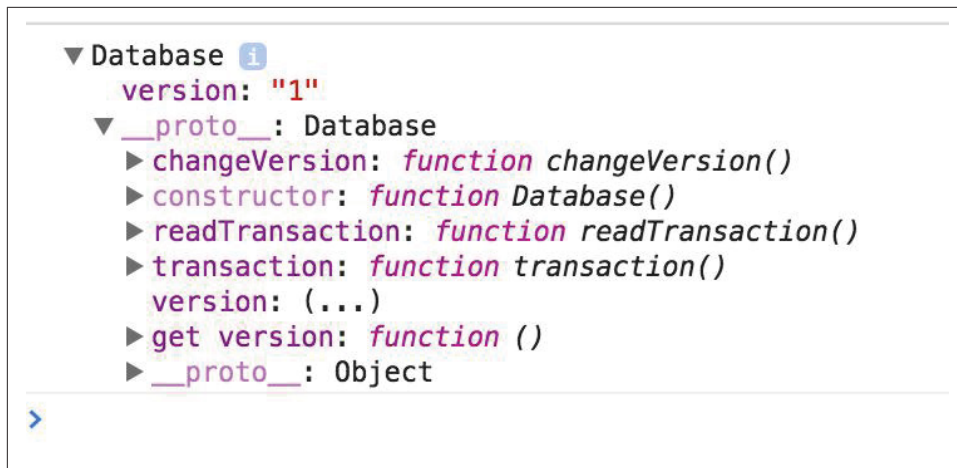 ▼ Database i
version: "1"
▼ __proto__: Database
▶ changeVersion: function changeVersion()
▶ constructor: function Database()
▶ readTransaction: function readTransaction()
▶ transaction: function transaction()
version: (...)
▶ get version: function ()
▶ __proto__: Object
>